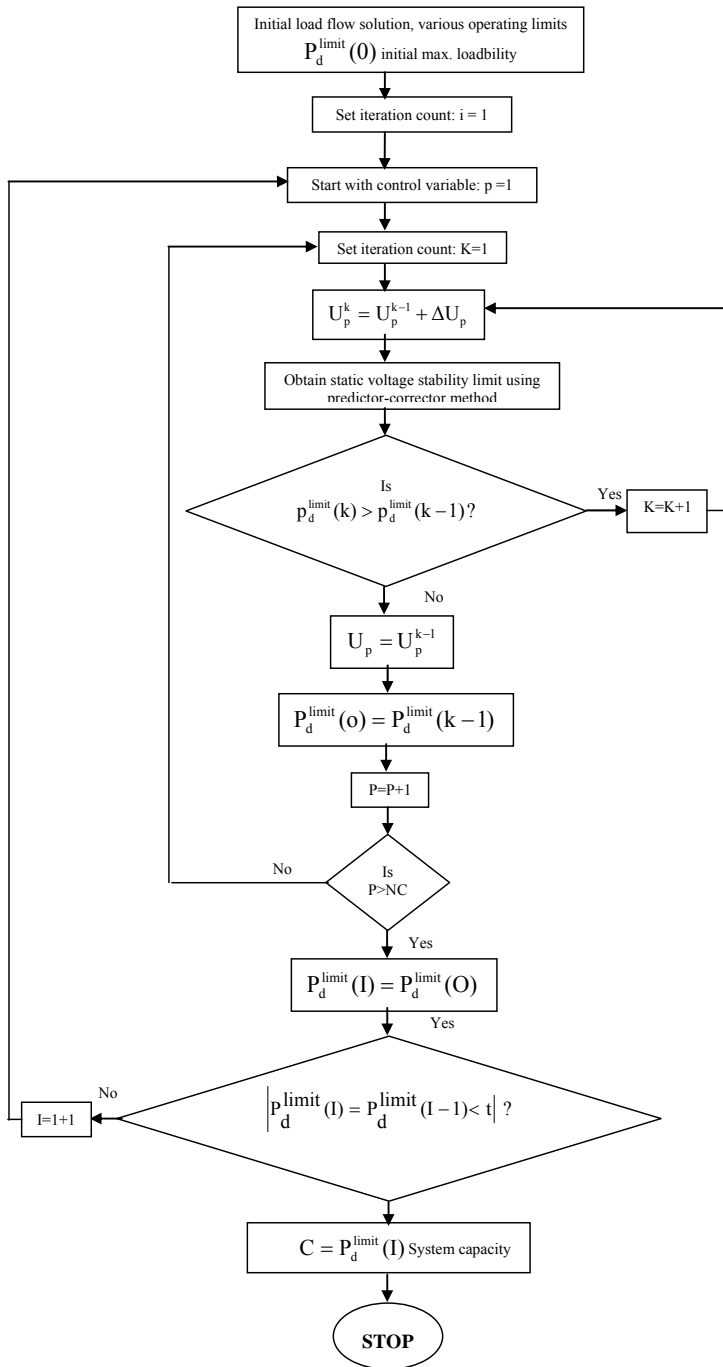 Initial load flow solution, various operating limits
P_d^limit(0) initial max. loadbility
Set iteration count: i = 1
Start with control variable: p =1
Set iteration count: K=1
U_p^k = U_p^k−1 + ΔU_p
Obtain static voltage stability limit using
predictor-corrector method
Is
p_d^limit(k) > p_d^limit(k−1)?
Yes
K=K+1
No
U_p = U_p^k−1
P_d^limit(o) = P_d^limit(k−1)
P=P+1
No
Is
P>NC
Yes
P_d^limit(I) = P_d^limit(O)
Yes
No
I=1+1
|P_d^limit(I) = P_d^limit(I−1)< t| ?
C = P_d^limit(I) System capacity
STOP